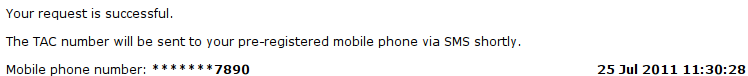 Your request is successful.
The TAC number will be sent to your pre-registered mobile phone via SMS shortly.
Mobile phone number: *******7890 25 Jul 2011 11:30:28